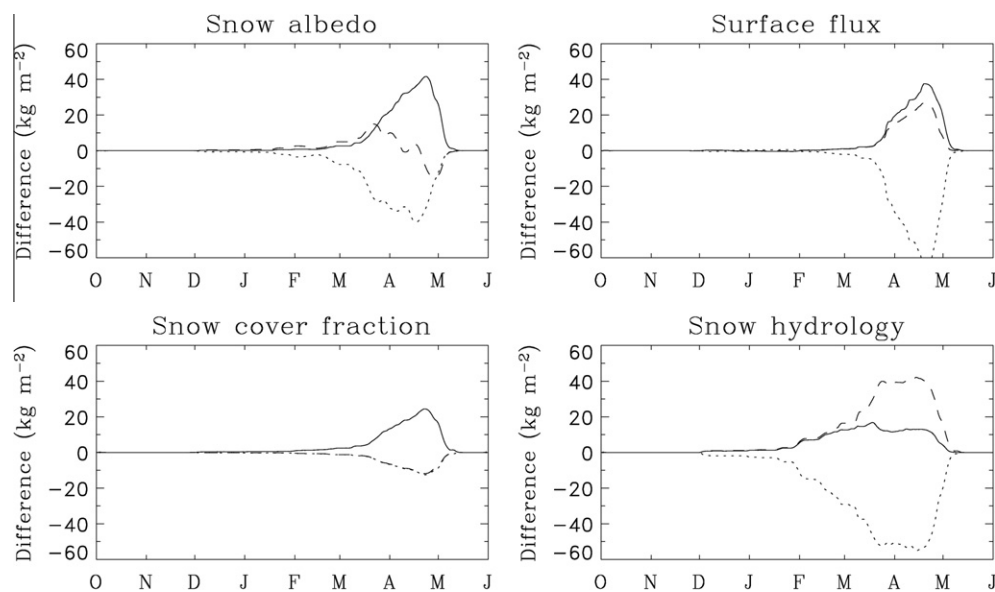 Snow albedo
Difference (kg m⁻²)
60
40
20
0
-20
-40
-60
O N D J F M A M J
Surface flux
Difference (kg m⁻²)
60
40
20
0
-20
-40
-60
O N D J F M A M J
Snow cover fraction
Difference (kg m⁻²)
60
40
20
0
-20
-40
-60
O N D J F M A M J
Snow hydrology
Difference (kg m⁻²)
60
40
20
0
-20
-40
-60
O N D J F M A M J